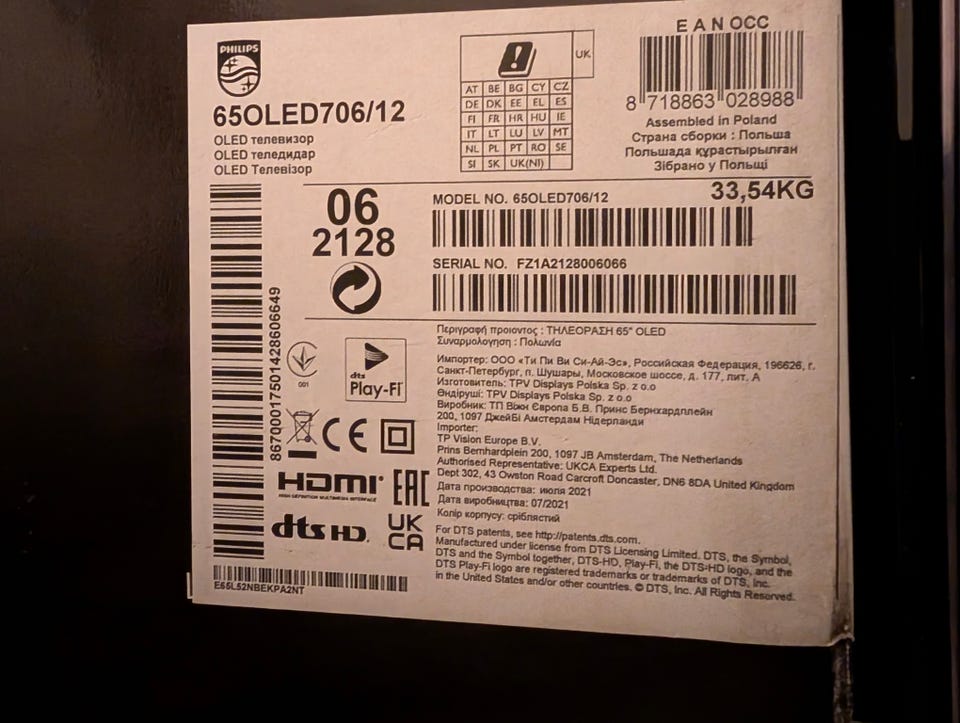 PHILIPS
65OLED706/12
OLED телевизор
OLED теледидар
OLED Телевізор
UK
AT BE BG CY CZ
DE DK EE EL ES
FI FR HR HU IE
IT LT LU LV MT
NL PL PT RO SE
SI SK UK(NI)
EAN OCC
8 718863 028988
Assembled in Poland
Страна сборки : Польша
Польшада құрастырылған
Зібрано у Польщі
33,54KG
06
2128
MODEL NO. 65OLED706/12
SERIAL NO. FZ1A2128006066
86700017501428606649
001
dts
Play-Fi
CE
HDMI
HIGH-DEFINITION MULTIMEDIA INTERFACE
EAC
dts HD
UK
CA
E65L52NBEKPA2NT
Περιγραφή προιοντος : ΤΗΛΕΟΡΑΣΗ 65" OLED
Συναρμολογηση : Πολωνία
Импортер: ООО «Ти Пи Ви Си-Ай-Эс», Российская Федерация, 196626, г.
Санкт-Петербург, п. Шушары, Московское шоссе, д. 177, лит. А
Изготовитель: TPV Displays Polska Sp. z o.o
Өндіруші: TPV Displays Polska Sp. z o.o
Виробник: ТП Віжн Європа Б.В. Принс Бернхардплейн
200, 1097 ДжейБі Амстердам Нідерланди
Importer:
TP Vision Europe B.V.
Prins Bernhardplein 200, 1097 JB Amsterdam, The Netherlands
Authorised Representative: UKCA Experts Ltd.
Dept 302, 43 Owston Road Carcroft Doncaster, DN6 8DA United Kingdom
Дата производства: июля 2021
Дата виробництва: 07/2021
Колір корпусу: сріблястий
For DTS patents, see http://patents.dts.com.
Manufactured under license from DTS Licensing Limited. DTS, the Symbol,
DTS and the Symbol together, DTS-HD, Play-Fi, the DTS-HD logo, and the
DTS Play-Fi logo are registered trademarks or trademarks of DTS, Inc.
in the United States and/or other countries. © DTS, Inc. All Rights Reserved.